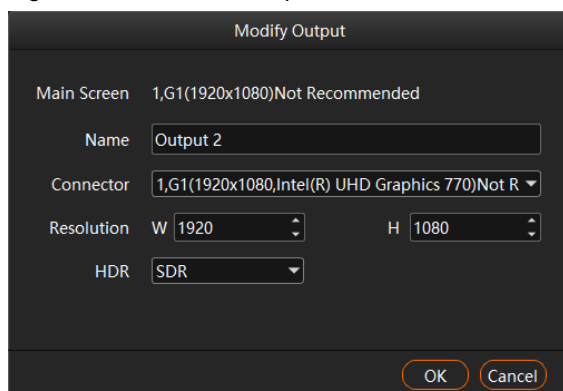 Modify Output
Main Screen 1,G1(1920x1080)Not Recommended
Name Output 2
Connector 1,G1(1920x1080,Intel(R) UHD Graphics 770)Not R
Resolution W 1920 H 1080
HDR SDR
OK Cancel